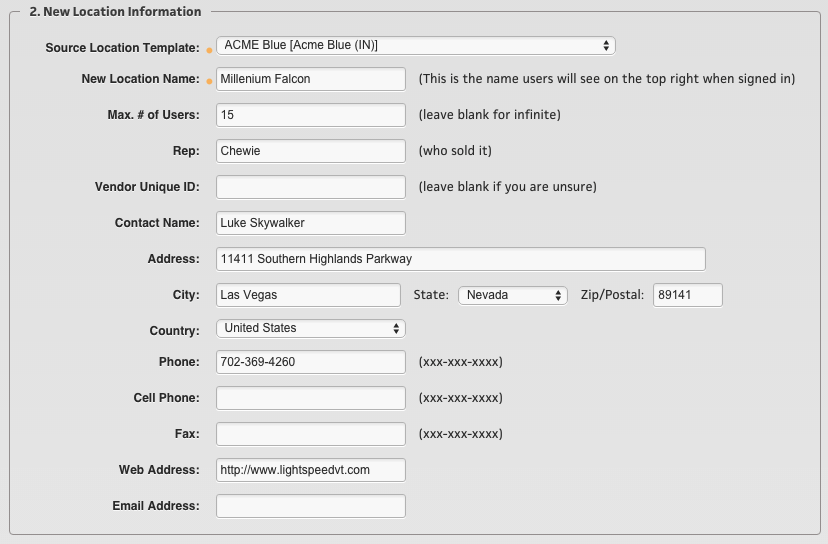 2. New Location Information
Source Location Template: ACME Blue [Acme Blue (IN)]
New Location Name: Millenium Falcon (This is the name users will see on the top right when signed in)
Max. # of Users: 15 (leave blank for infinite)
Rep: Chewie (who sold it)
Vendor Unique ID: (leave blank if you are unsure)
Contact Name: Luke Skywalker
Address: 11411 Southern Highlands Parkway
City: Las Vegas State: Nevada Zip/Postal: 89141
Country: United States
Phone: 702-369-4260 (xxx-xxx-xxxx)
Cell Phone: (xxx-xxx-xxxx)
Fax: (xxx-xxx-xxxx)
Web Address: http://www.lightspeedvt.com
Email Address: